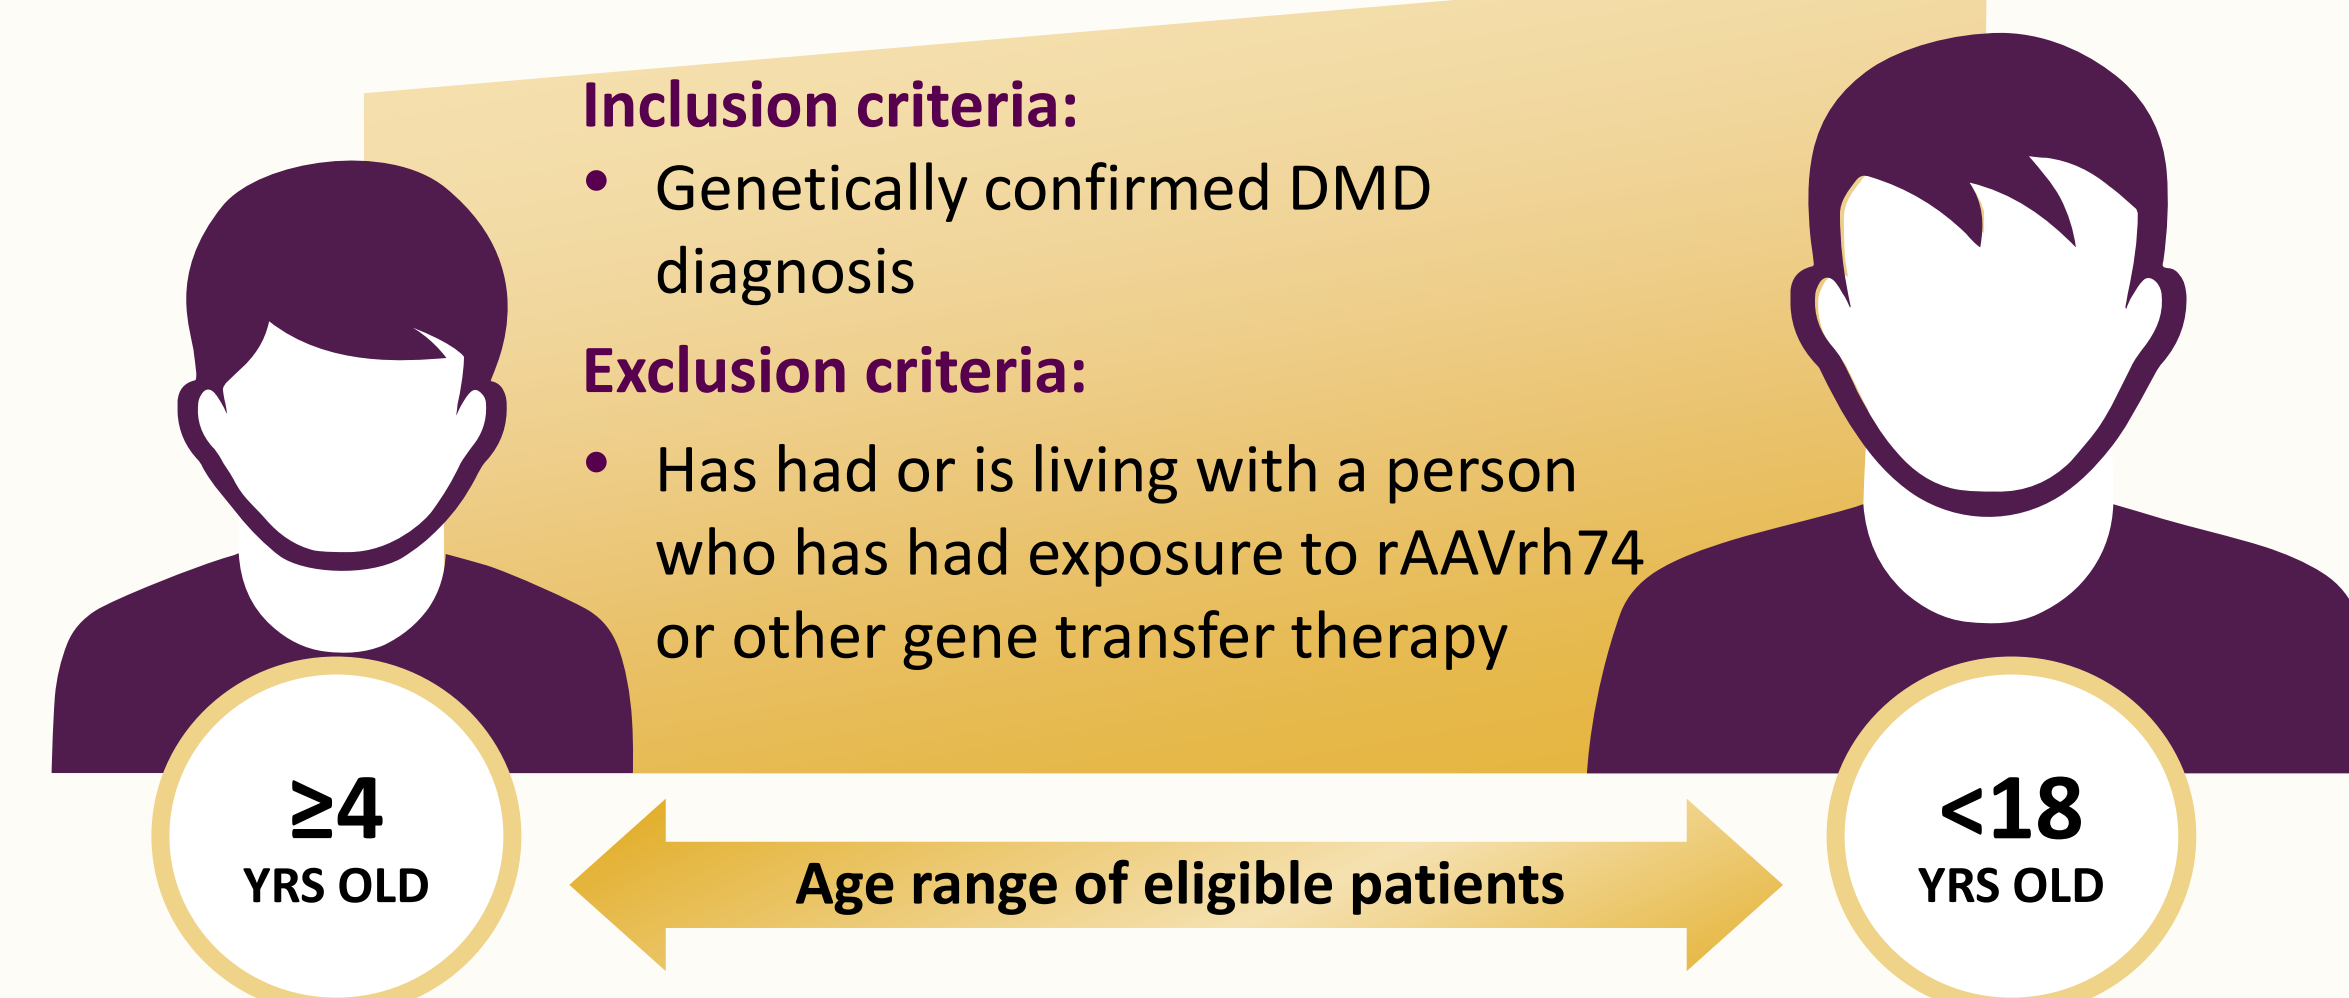 Inclusion criteria:
• Genetically confirmed DMD
diagnosis
Exclusion criteria:
• Has had or is living with a person
who has had exposure to rAAVrh74
or other gene transfer therapy
≥4
YRS OLD
Age range of eligible patients
<18
YRS OLD